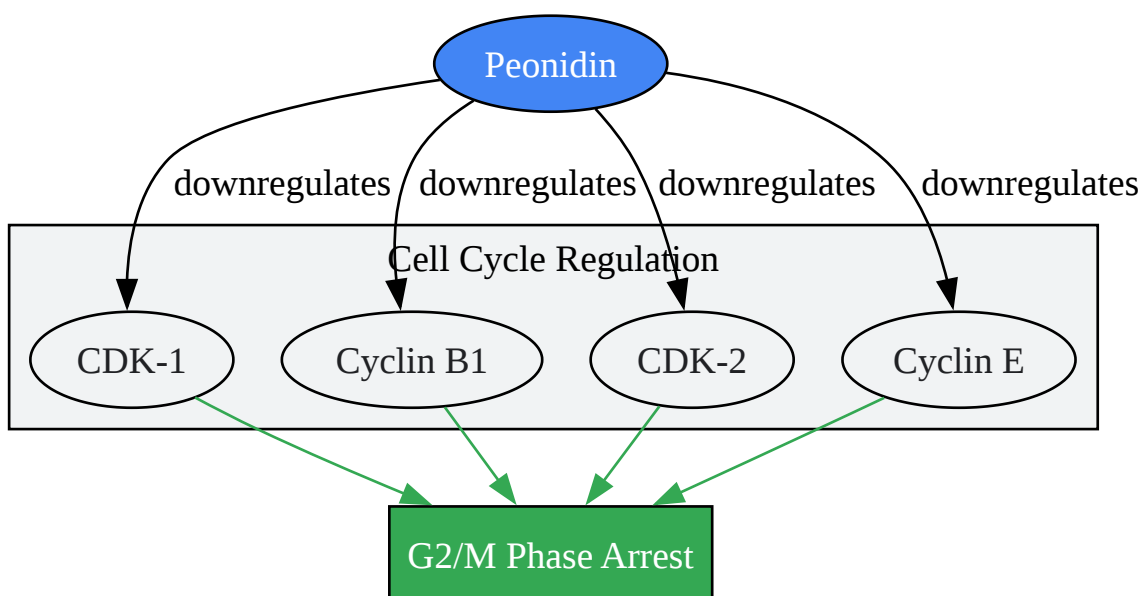 Peonidin
downregulates downregulates downregulates downregulates
Cell Cycle Regulation
CDK-1 Cyclin B1 CDK-2 Cyclin E
G2/M Phase Arrest